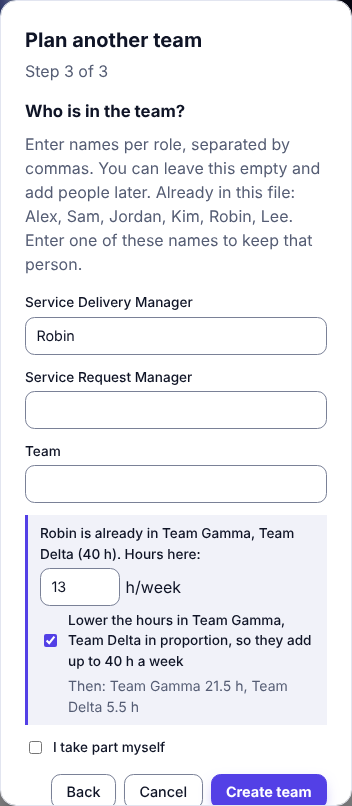 Plan another team
Step 3 of 3
Who is in the team?
Enter names per role, separated by
commas. You can leave this empty and
add people later. Already in this file:
Alex, Sam, Jordan, Kim, Robin, Lee.
Enter one of these names to keep that
person.
Service Delivery Manager
Robin
Service Request Manager
Team
Robin is already in Team Gamma, Team
Delta (40 h). Hours here:
13 h/week
Lower the hours in Team Gamma,
Team Delta in proportion, so they add
up to 40 h a week
Then: Team Gamma 21.5 h, Team
Delta 5.5 h
I take part myself
Back Cancel Create team